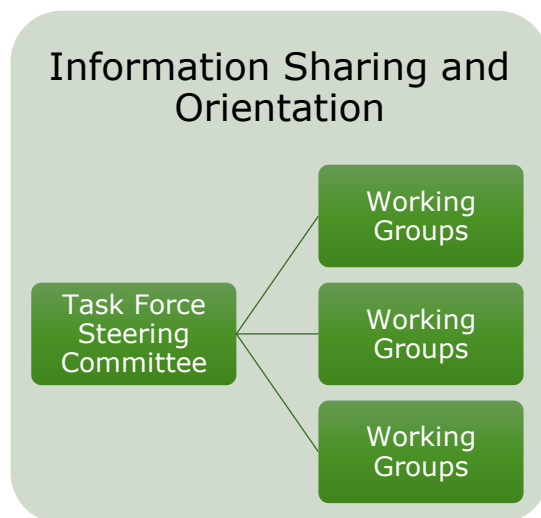 Information Sharing and
Orientation
Working
Groups
Task Force
Steering
Committee
Working
Groups
Working
Groups